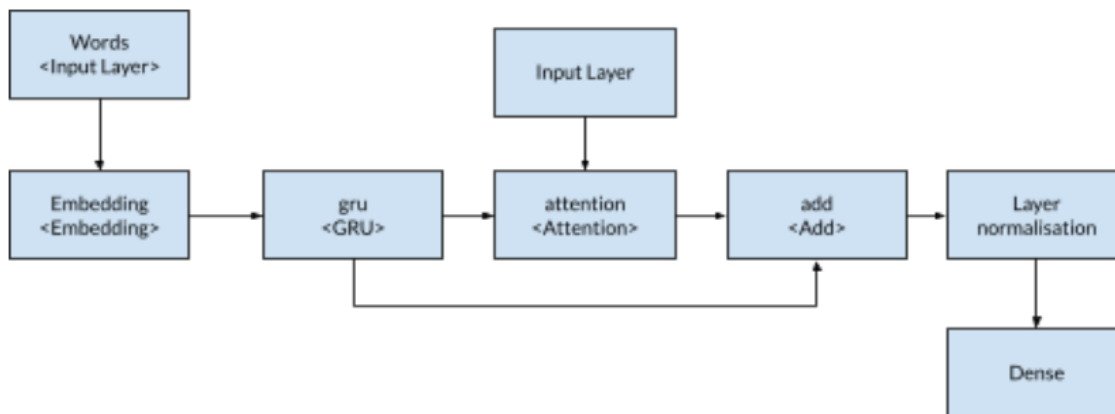 Words
<Input Layer>
Input Layer
Embedding
<Embedding>
gru
<GRU>
attention
<Attention>
add
<Add>
Layer
normalisation
Dense